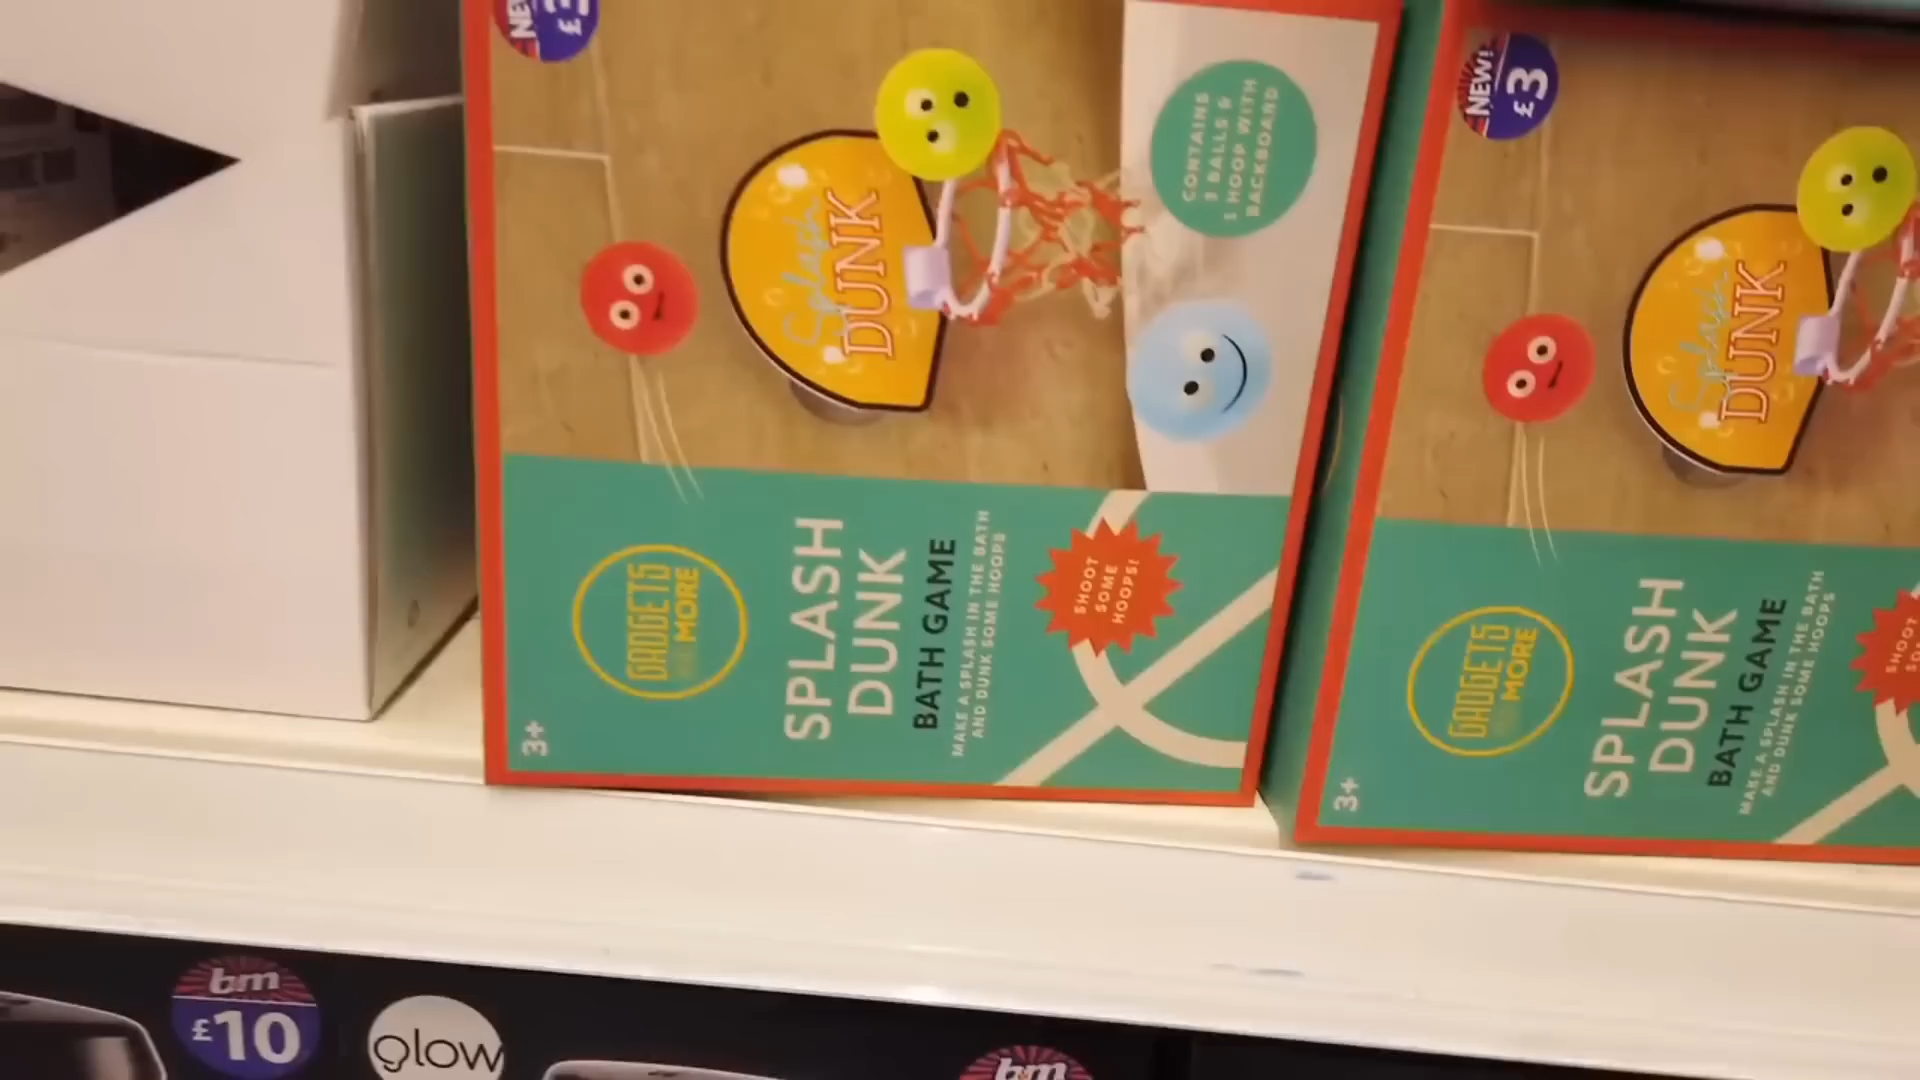 NEW
£3
CONTAINS
3 BALLS &
1 HOOP WITH
BACKBOARD
Splash
DUNK
GADGETS
MORE
SPLASH
DUNK
BATH GAME
MAKE A SPLASH IN THE BATH
AND DUNK SOME HOOPS
SHOOT
SOME
HOOPS!
3+
NEW!
£3
Splash
DUNK
GADGETS
MORE
SPLASH
DUNK
BATH GAME
MAKE A SPLASH IN THE BATH
AND DUNK SOME HOOPS
SHOOT
3+
bm
£10
glow
bm